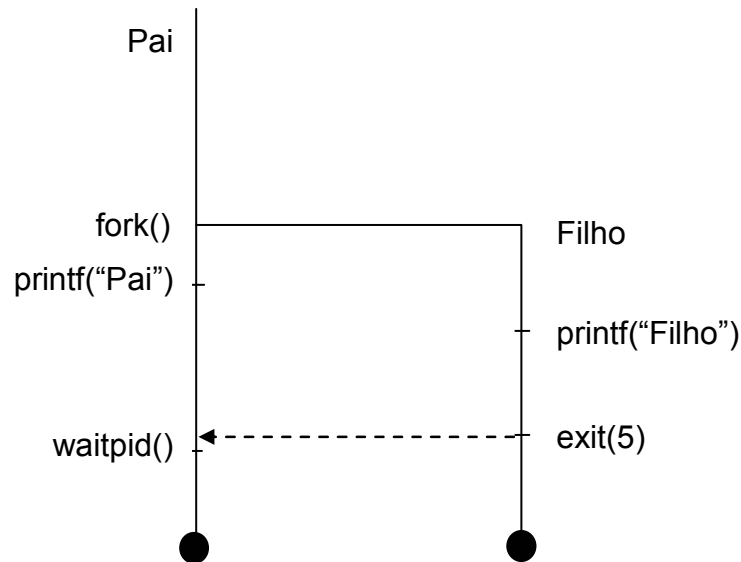 Pai
fork()
Filho
printf(“Pai”)
printf(“Filho”)
waitpid()
exit(5)